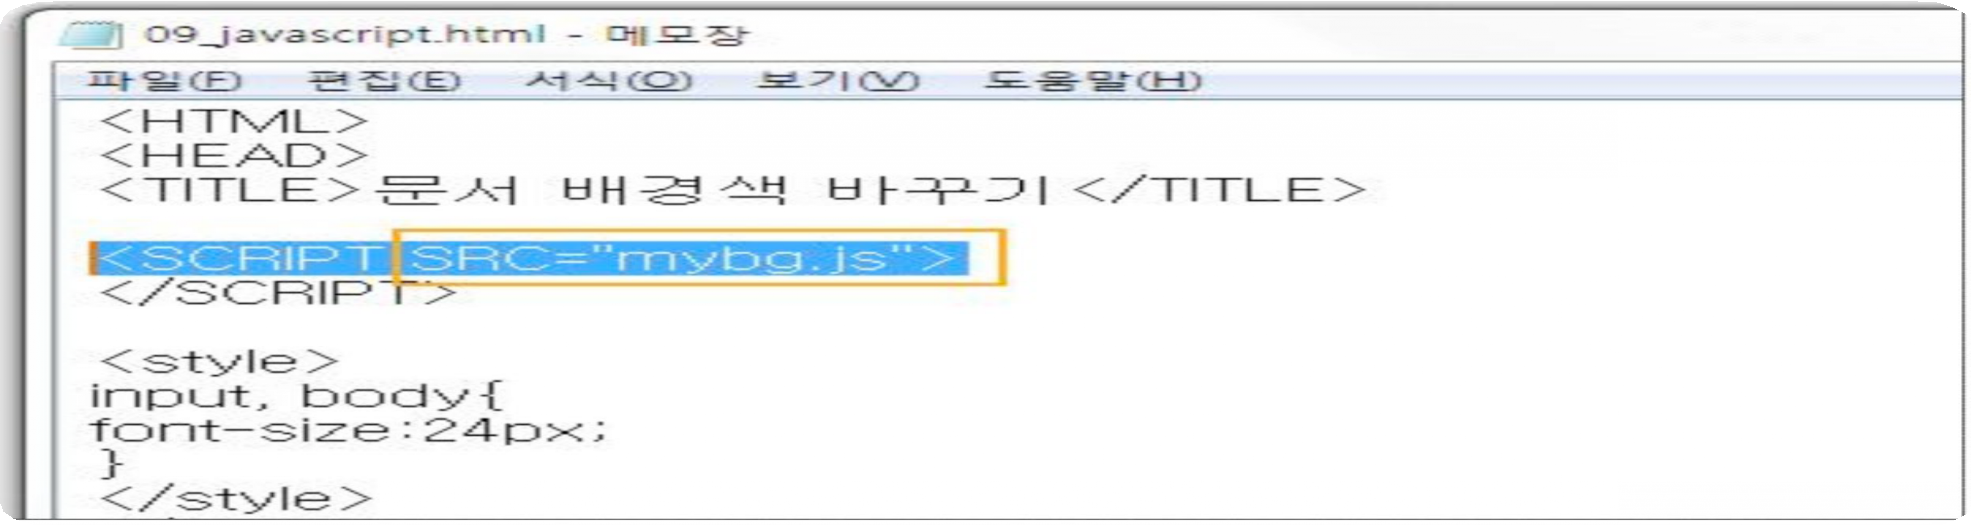 09_javascript.html - 메모장
파일(F) 편집(E) 서식(O) 보기(V) 도움말(H)
<HTML>
<HEAD>
<TITLE>문서 배경색 바꾸기</TITLE>
<SCRIPT SRC="mybg.js">
</SCRIPT>
<style>
input, body{
font-size:24px;
}
</style>